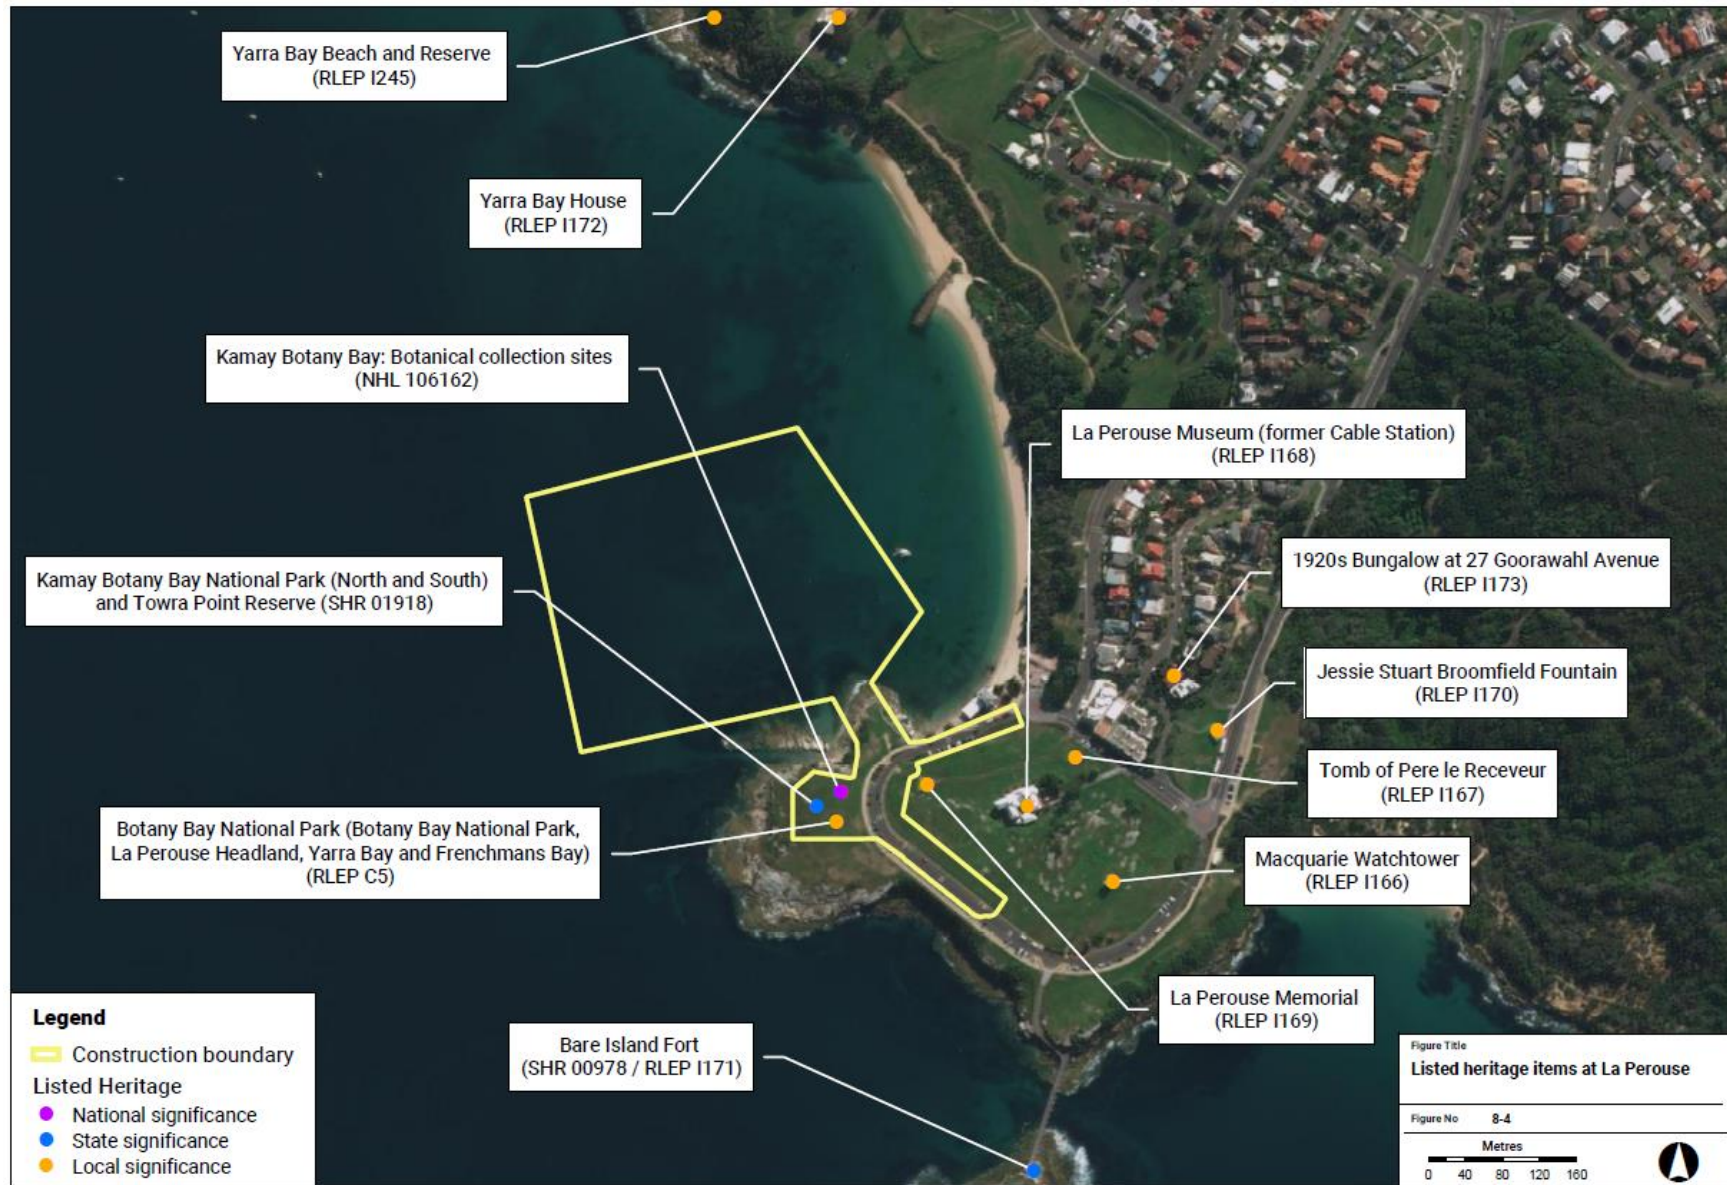 Yarra Bay Beach and Reserve
(RLEP I245)
Yarra Bay House
(RLEP I172)
Kamay Botany Bay: Botanical collection sites
(NHL 106162)
La Perouse Museum (former Cable Station)
(RLEP I168)
Kamay Botany Bay National Park (North and South)
and Towra Point Reserve (SHR 01918)
1920s Bungalow at 27 Goorawahl Avenue
(RLEP I173)
Jessie Stuart Broomfield Fountain
(RLEP I170)
Tomb of Pere le Receveur
(RLEP I167)
Botany Bay National Park (Botany Bay National Park,
La Perouse Headland, Yarra Bay and Frenchmans Bay)
(RLEP C5)
Macquarie Watchtower
(RLEP I166)
La Perouse Memorial
(RLEP I169)
Bare Island Fort
(SHR 00978 / RLEP I171)
Legend
Construction boundary
Listed Heritage
National significance
State significance
Local significance
Figure Title
Listed heritage items at La Perouse
Figure No 8-4
Metres
0 40 80 120 160